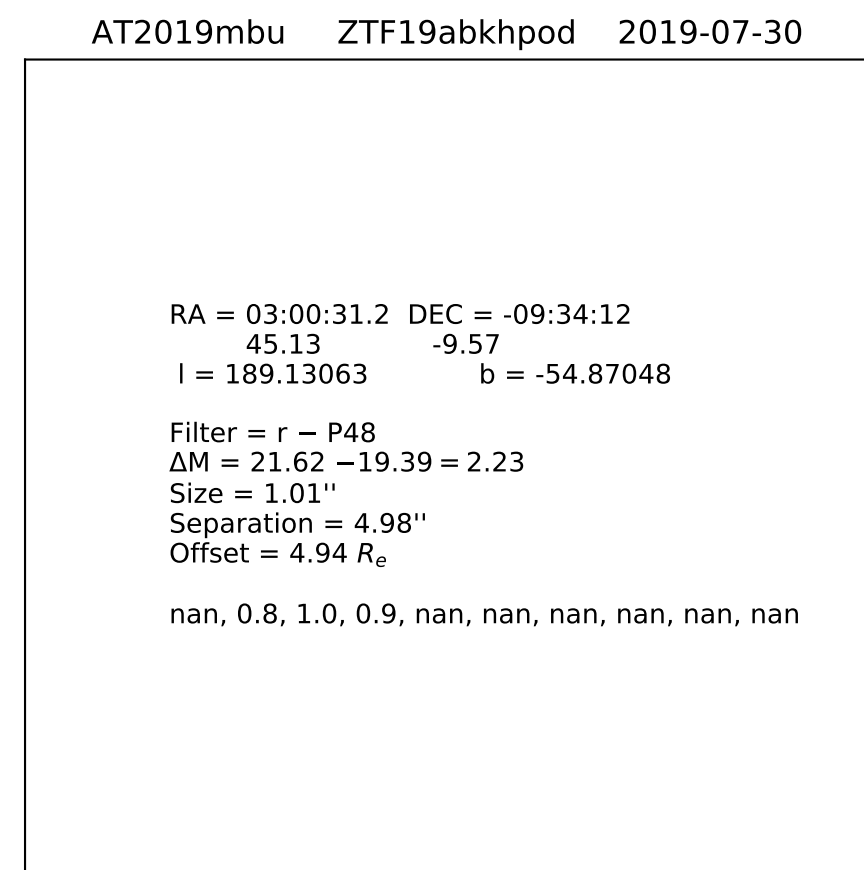 AT2019mbu ZTF19abkhpod 2019-07-30
RA = 03:00:31.2 DEC = -09:34:12
45.13 -9.57
l = 189.13063 b = -54.87048
Filter = r − P48
ΔM = 21.62 −19.39 = 2.23
Size = 1.01''
Separation = 4.98''
Offset = 4.94 Rₑ
nan, 0.8, 1.0, 0.9, nan, nan, nan, nan, nan, nan